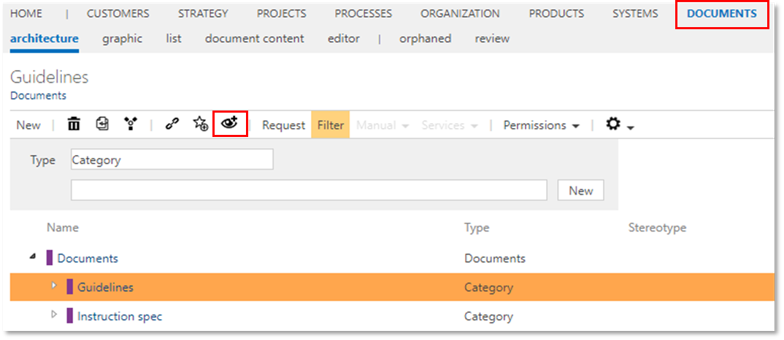 HOME | CUSTOMERS STRATEGY PROJECTS PROCESSES ORGANIZATION PRODUCTS SYSTEMS DOCUMENTS
architecture graphic list document content editor | orphaned review
Guidelines
Documents
New | | | Request Filter Manual Services | Permissions |
Type Category
New
Name Type Stereotype
Documents Documents
Guidelines Category
Instruction spec Category